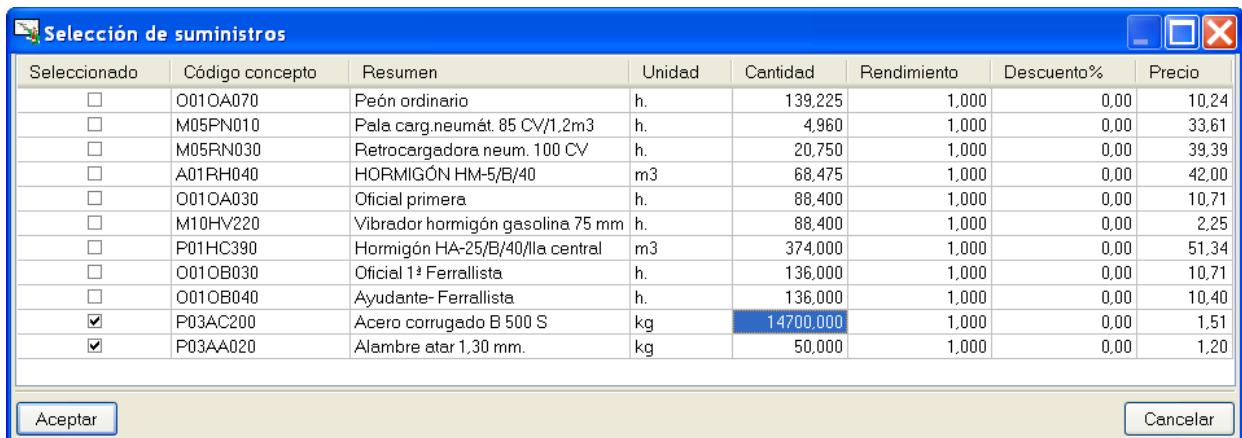 Selección de suministros
Seleccionado Código concepto Resumen Unidad Cantidad Rendimiento Descuento% Precio
O01OA070 Peón ordinario h. 139,225 1,000 0,00 10,24
M05PN010 Pala carg.neumát. 85 CV/1,2m3 h. 4,960 1,000 0,00 33,61
M05RN030 Retrocargadora neum. 100 CV h. 20,750 1,000 0,00 39,39
A01RH040 HORMIGÓN HM-5/B/40 m3 68,475 1,000 0,00 42,00
O01OA030 Oficial primera h. 88,400 1,000 0,00 10,71
M10HV220 Vibrador hormigón gasolina 75 mm h. 88,400 1,000 0,00 2,25
P01HC390 Hormigón HA-25/B/40/IIa central m3 374,000 1,000 0,00 51,34
O01OB030 Oficial 1ª Ferrallista h. 136,000 1,000 0,00 10,71
O01OB040 Ayudante- Ferrallista h. 136,000 1,000 0,00 10,40
P03AC200 Acero corrugado B 500 S kg 14700,000 1,000 0,00 1,51
P03AA020 Alambre atar 1,30 mm. kg 50,000 1,000 0,00 1,20
Aceptar Cancelar